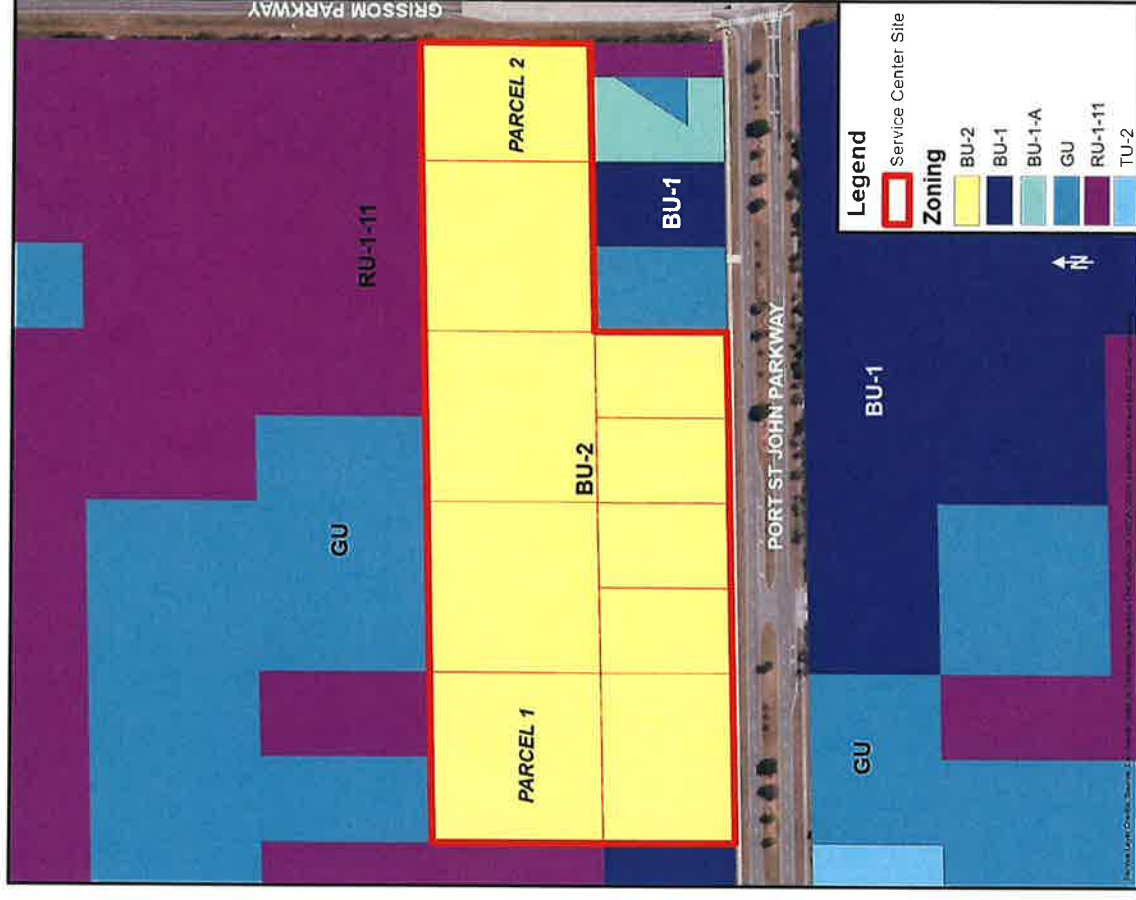 GRISSOM PARKWAY
PARCEL 2
RU-1-11
BU-1
BU-2
GU
PARCEL 1
PORT ST JOHN PARKWAY
BU-1
GU
N
Legend
Service Center Site
Zoning
BU-2
BU-1
BU-1-A
GU
RU-1-11
TU-2